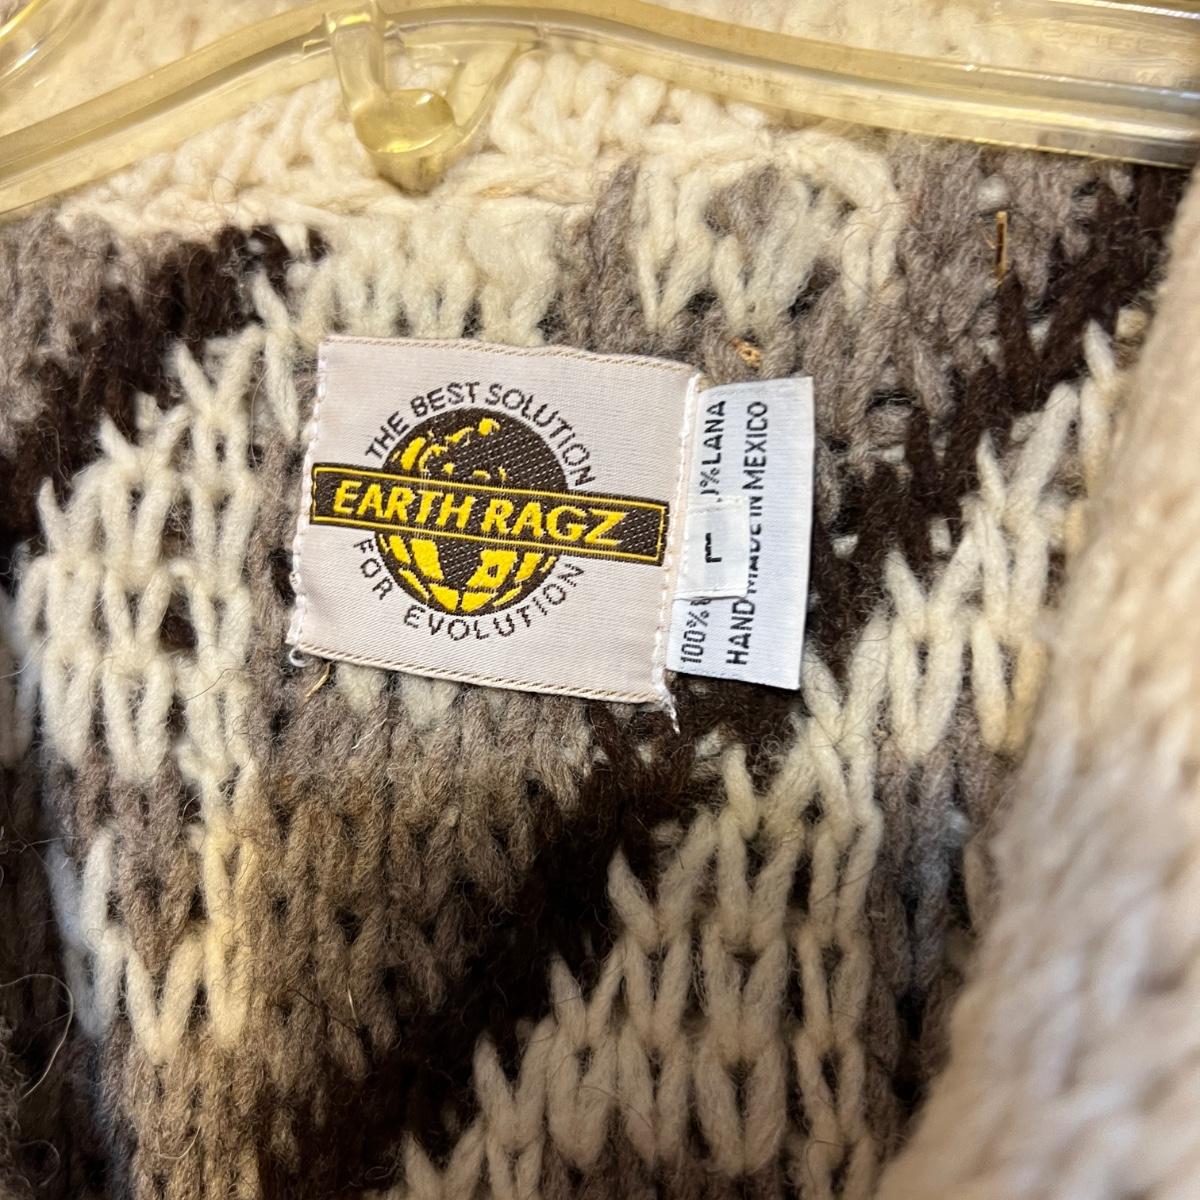 THE BEST SOLUTION
EARTH RAGZ
FOR EVOLUTION
100%
% LANA
HAND MADE IN MEXICO
L